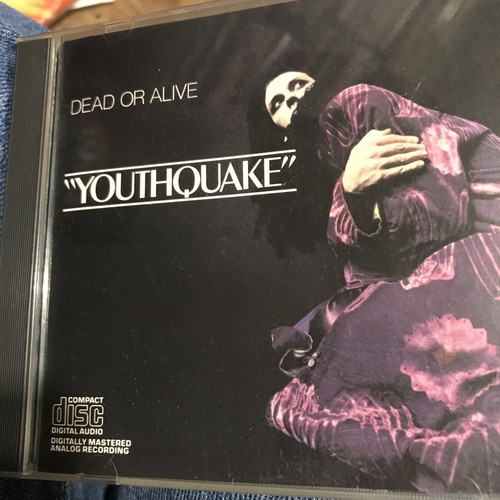 DEAD OR ALIVE
"YOUTHQUAKE"
COMPACT
disc
DIGITAL AUDIO
DIGITALLY MASTERED
ANALOG RECORDING